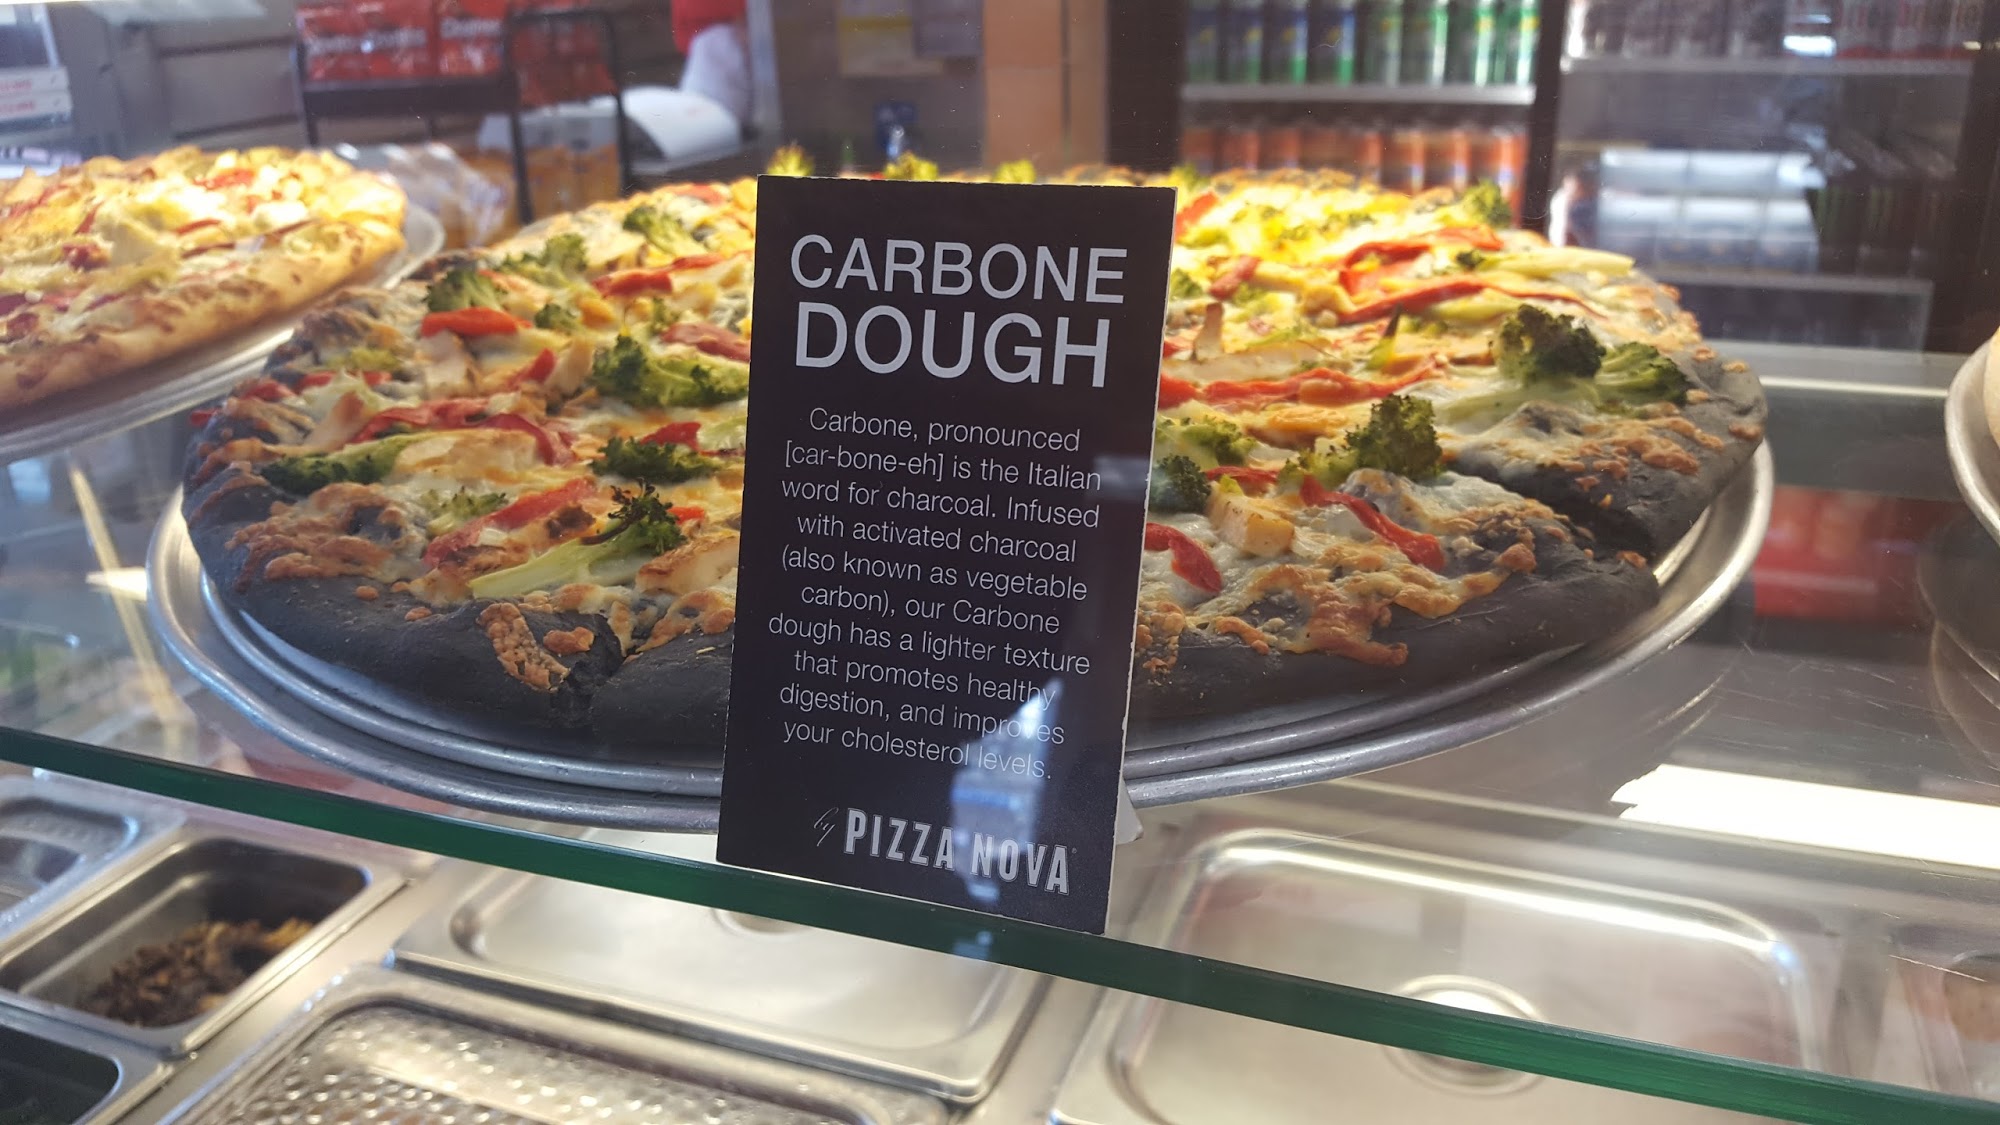 CARBONE
DOUGH
Carbone, pronounced
[car-bone-eh] is the Italian
word for charcoal. Infused
with activated charcoal
(also known as vegetable
carbon), our Carbone
dough has a lighter texture
that promotes healthy
digestion, and improves
your cholesterol levels.
by PIZZA NOVA